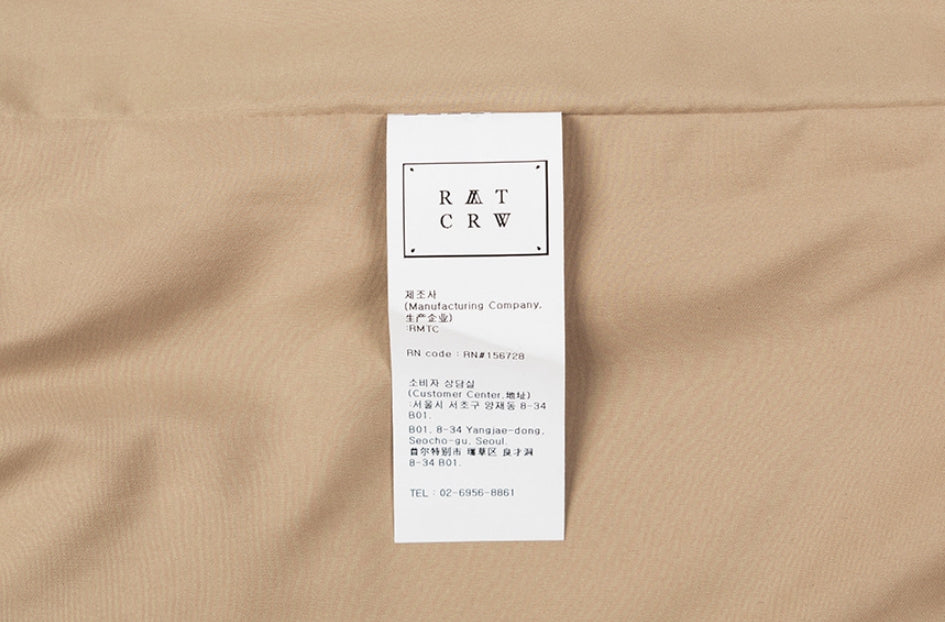 RMT
CRW
제조사
(Manufacturing Company,
生产企业)
:RMTC
RN code : RN#156728
소비자 상담실
(Customer Center,地址)
:서울시 서초구 양재동 8-34
B01.
B01, 8-34 Yangjae-dong,
Seocho-gu, Seoul.
首尔特别市 瑞草区 良才洞
8-34 B01.
TEL : 02-6956-8861